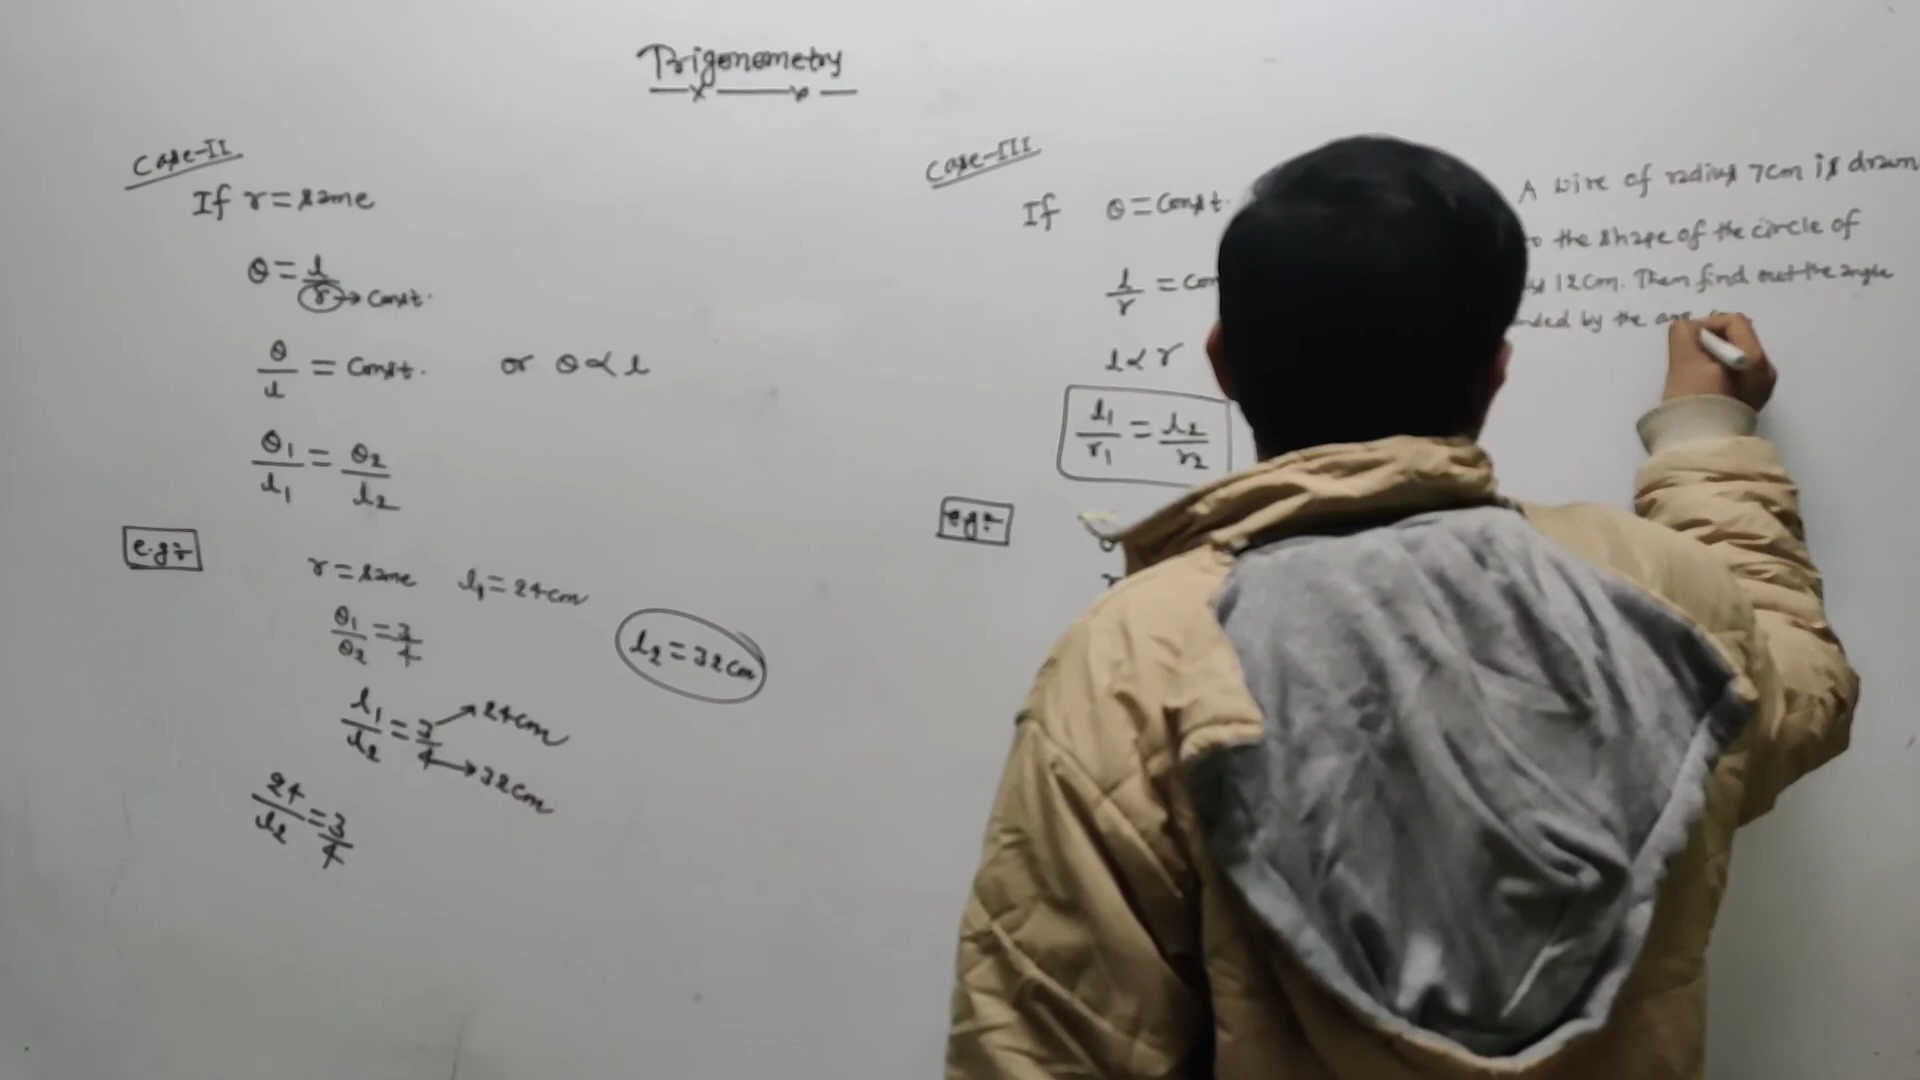 Trigonometry
Case-II
If r = same
θ = l/r → Const.
θ/l = Const. or θ ∝ l
θ1/l1 = θ2/l2
e.g:-
r = same l1 = 24cm
θ1/θ2 = 3/4
l2 = 32cm
l1/l2 = 3/4 → 24cm
→ 32cm
24/l2 = 3/4
Case-III
If θ = Const.
l/r = Con
l ∝ r
l1/r1 = l2/r2
e.g:-
A wire of radius 7cm is drawn
the shape of the circle of
12cm. Then find out the angle
by the